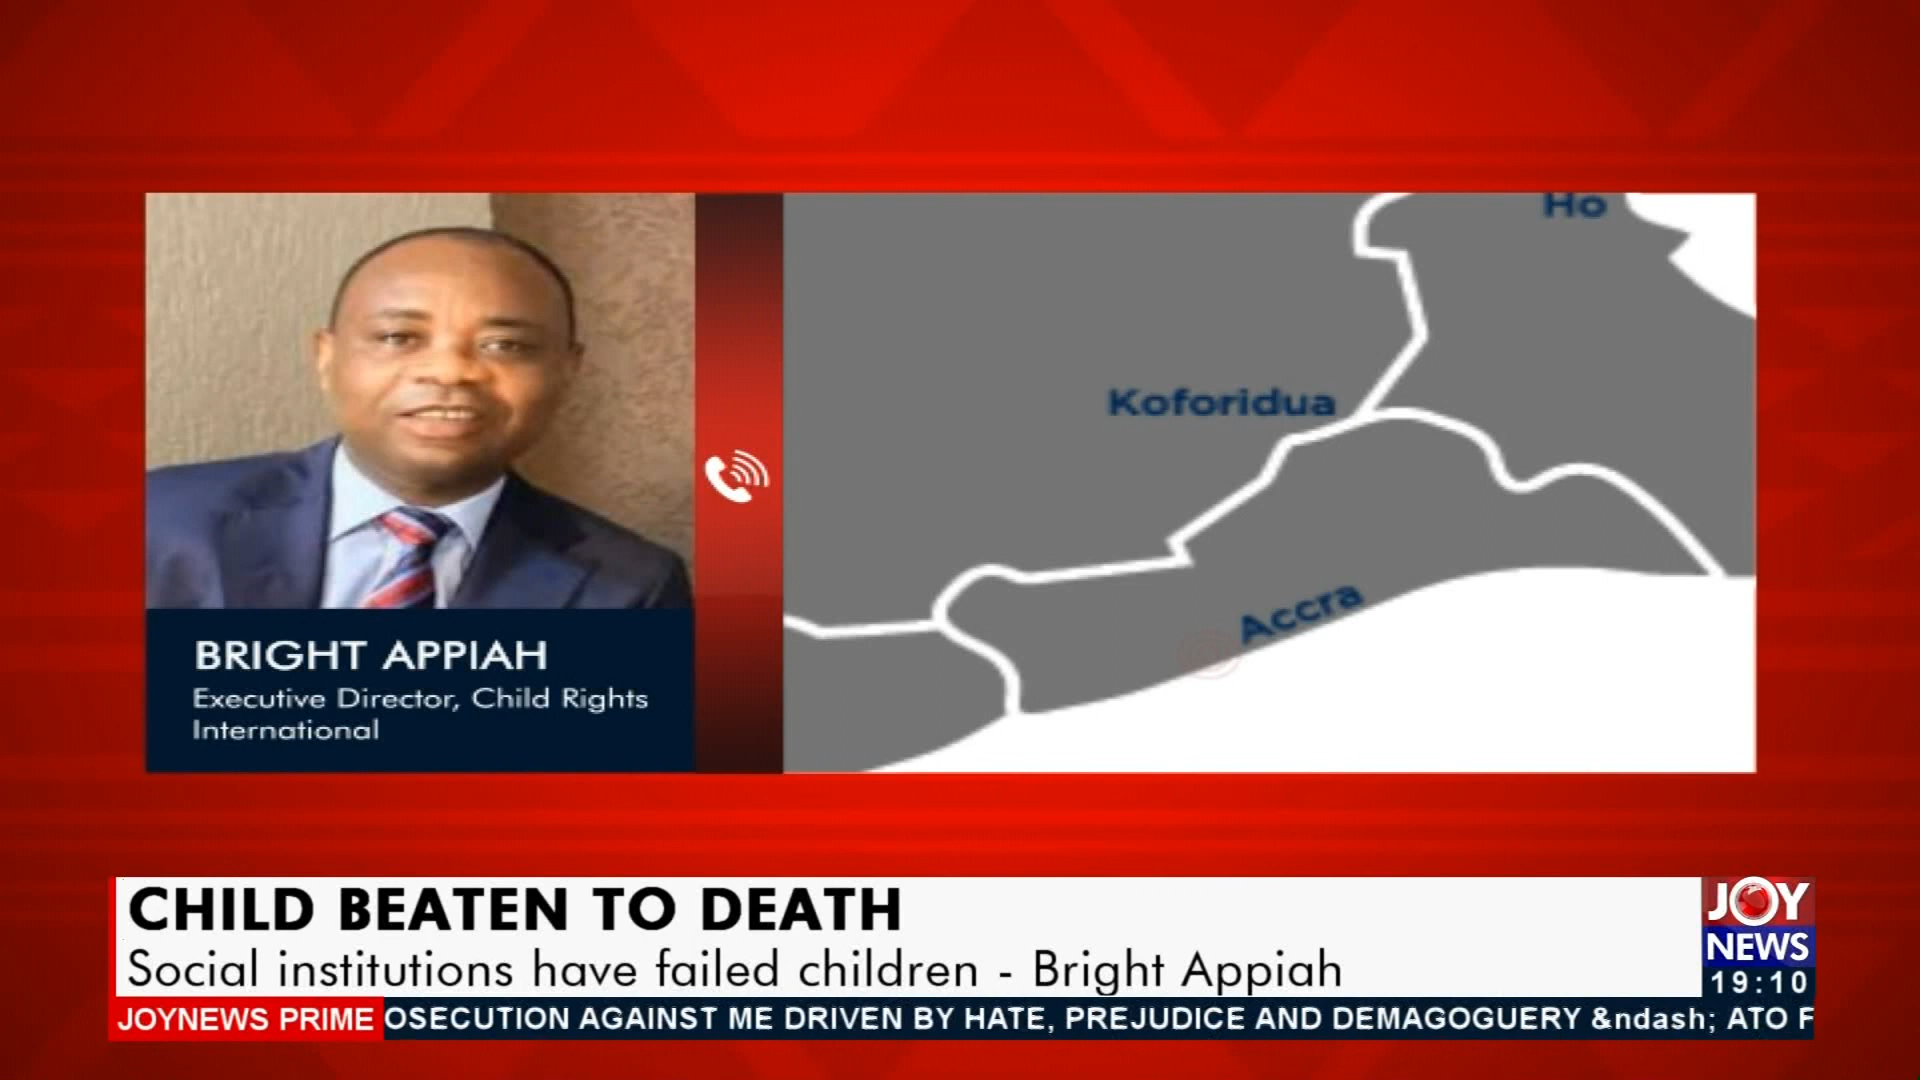 Ho
Koforidua
Accra
BRIGHT APPIAH
Executive Director, Child Rights
International
CHILD BEATEN TO DEATH
Social institutions have failed children - Bright Appiah
JOY
NEWS
19:10
JOYNEWS PRIME
OSECUTION AGAINST ME DRIVEN BY HATE, PREJUDICE AND DEMAGOGUERY &ndash; ATO F